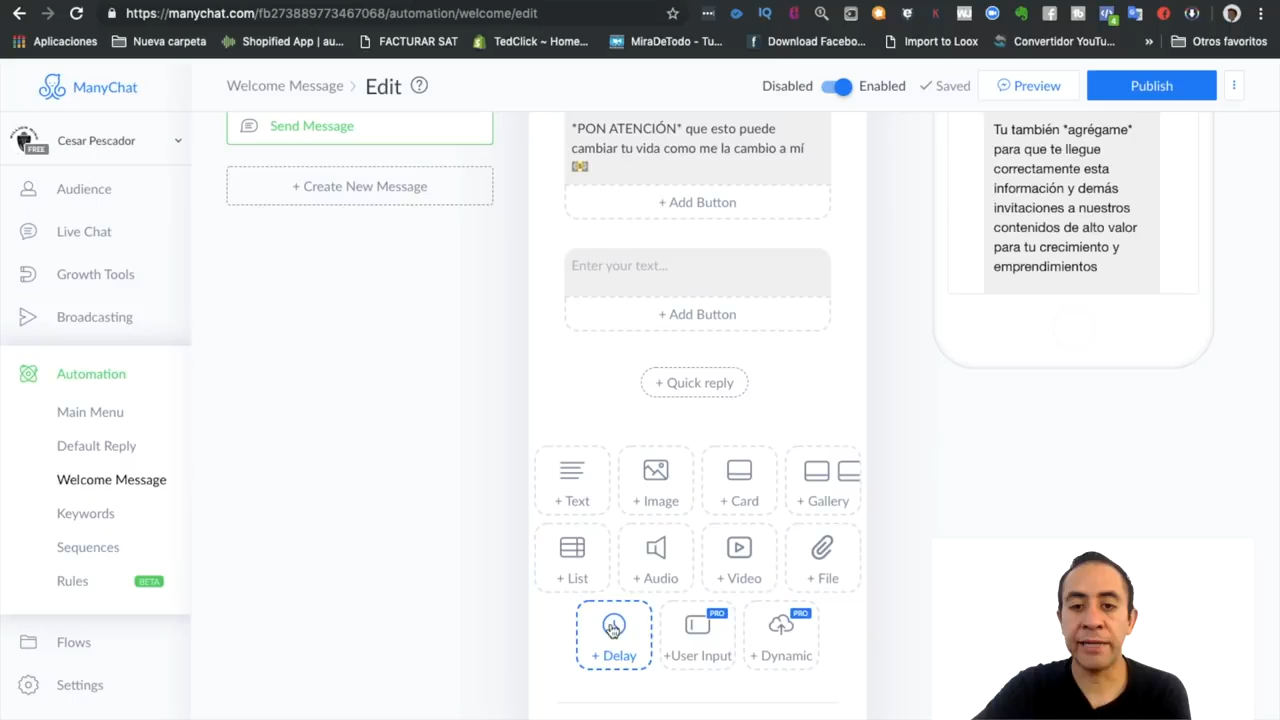 https://manychat.com/fb273889773467068/automation/welcome/edit
Aplicaciones
Nueva carpeta
Shopified App | au...
FACTURAR SAT
TedClick ~ Home...
MiraDeTodo - Tu...
Download Facebo...
Import to Loox
Convertidor YouTu...
»
Otros favoritos
ManyChat
Welcome Message > Edit
Disabled
Enabled
Saved
Preview
Publish
Cesar Pescador
FREE
Audience
Live Chat
Growth Tools
Broadcasting
Automation
Main Menu
Default Reply
Welcome Message
Keywords
Sequences
Rules BETA
Flows
Settings
Send Message
+ Create New Message
*PON ATENCIÓN* que esto puede
cambiar tu vida como me la cambio a mí
+ Add Button
Enter your text...
+ Add Button
+ Quick reply
+ Text
+ Image
+ Card
+ Gallery
+ List
+ Audio
+ Video
+ File
+ Delay
PRO
+User Input
PRO
+ Dynamic
Tu también *agrégame*
para que te llegue
correctamente esta
información y demás
invitaciones a nuestros
contenidos de alto valor
para tu crecimiento y
emprendimientos